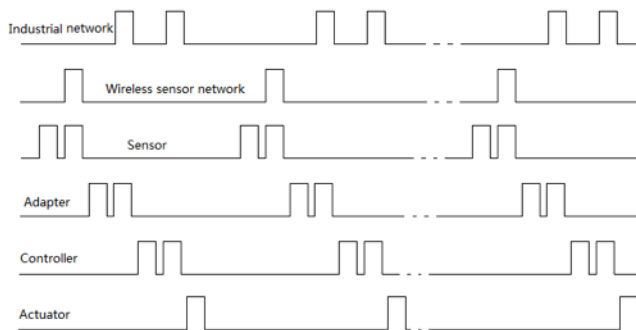 Industrial network
Wireless sensor network
Sensor
Adapter
Controller
Actuator